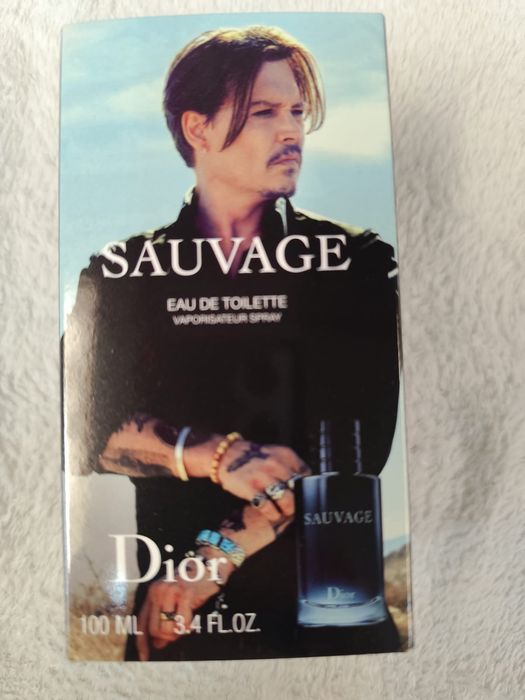 SAUVAGE
EAU DE TOILETTE
VAPORISATEUR SPRAY
SAUVAGE
Dior
Dior
100 ML 3.4 FL.OZ.